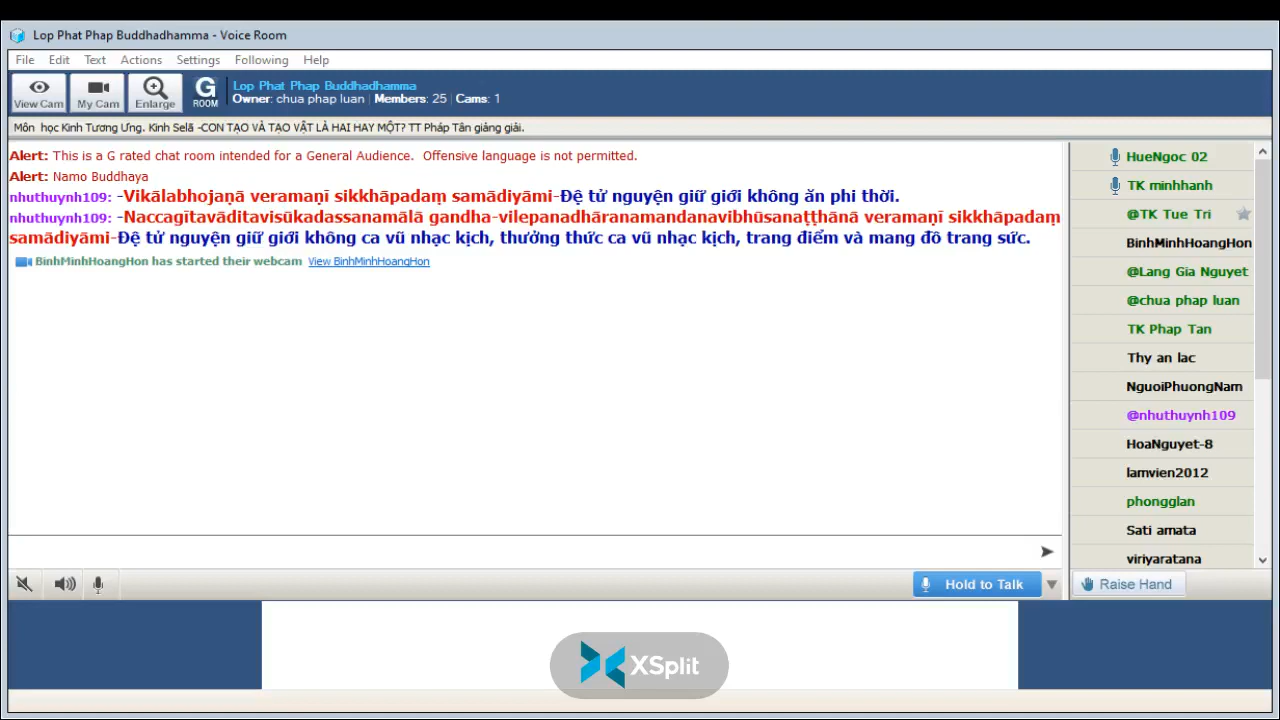 Lop Phat Phap Buddhadhamma - Voice Room
File Edit Text Actions Settings Following Help
View Cam My Cam Enlarge G ROOM Lop Phat Phap Buddhadhamma
Owner: chua phap luan | Members: 25 | Cams: 1
Môn học Kinh Tương Ưng. Kinh Selā -CON TẠO VÀ TẠO VẬT LÀ HAI HAY MỘT? TT Pháp Tân giảng giải.
Alert: This is a G rated chat room intended for a General Audience. Offensive language is not permitted.
Alert: Namo Buddhaya
nhuthuynh109: -Vikālabhojaṇā veramaṇī sikkhāpadaṃ samādiyāmi-Đệ tử nguyện giữ giới không ăn phi thời.
nhuthuynh109: -Naccagītavāditavisūkadassanamālā gandha-vilepanadhāranamandanavibhūsanaṭṭhānā veramaṇī sikkhāpadaṃ
samādiyāmi-Đệ tử nguyện giữ giới không ca vũ nhạc kịch, thưởng thức ca vũ nhạc kịch, trang điểm và mang đồ trang sức.
BinhMinhHoangHon has started their webcam View BinhMinhHoangHon
HueNgoc 02
TK minhhanh
@TK Tue Tri
BinhMinhHoangHon
@Lang Gia Nguyet
@chua phap luan
TK Phap Tan
Thy an lac
NguoiPhuongNam
@nhuthuynh109
HoaNguyet-8
lamvien2012
phongglan
Sati amata
viriyaratana
Hold to Talk
Raise Hand
XSplit